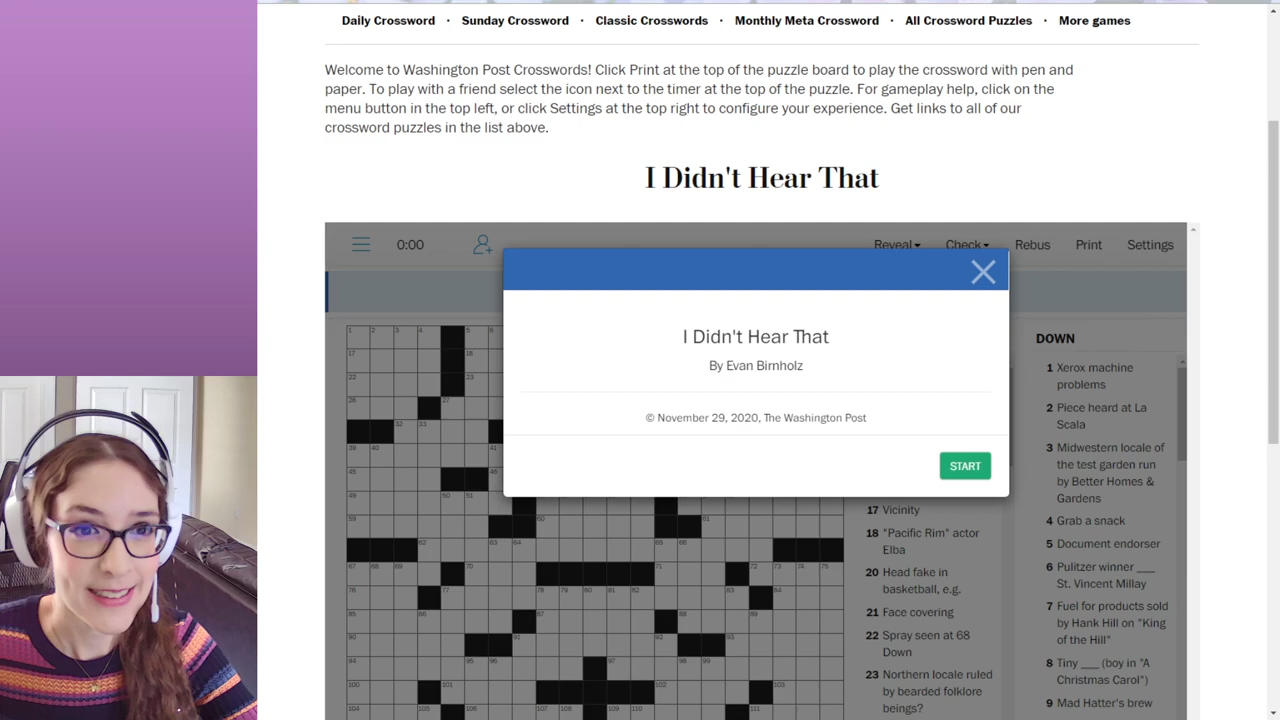 Daily Crossword · Sunday Crossword · Classic Crosswords · Monthly Meta Crossword · All Crossword Puzzles · More games
Welcome to Washington Post Crosswords! Click Print at the top of the puzzle board to play the crossword with pen and
paper. To play with a friend select the icon next to the timer at the top of the puzzle. For gameplay help, click on the
menu button in the top left, or click Settings at the top right to configure your experience. Get links to all of our
crossword puzzles in the list above.
I Didn't Hear That
0:00
Reveal
Check
Rebus
Print
Settings
I Didn't Hear That
By Evan Birnholz
© November 29, 2020, The Washington Post
START
17 Vicinity
18 "Pacific Rim" actor
Elba
20 Head fake in
basketball, e.g.
21 Face covering
22 Spray seen at 68
Down
23 Northern locale ruled
by bearded folklore
beings?
DOWN
1 Xerox machine
problems
2 Piece heard at La
Scala
3 Midwestern locale of
the test garden run
by Better Homes &
Gardens
4 Grab a snack
5 Document endorser
6 Pulitzer winner ___
St. Vincent Millay
7 Fuel for products sold
by Hank Hill on "King
of the Hill"
8 Tiny ___ (boy in "A
Christmas Carol")
9 Mad Hatter's brew